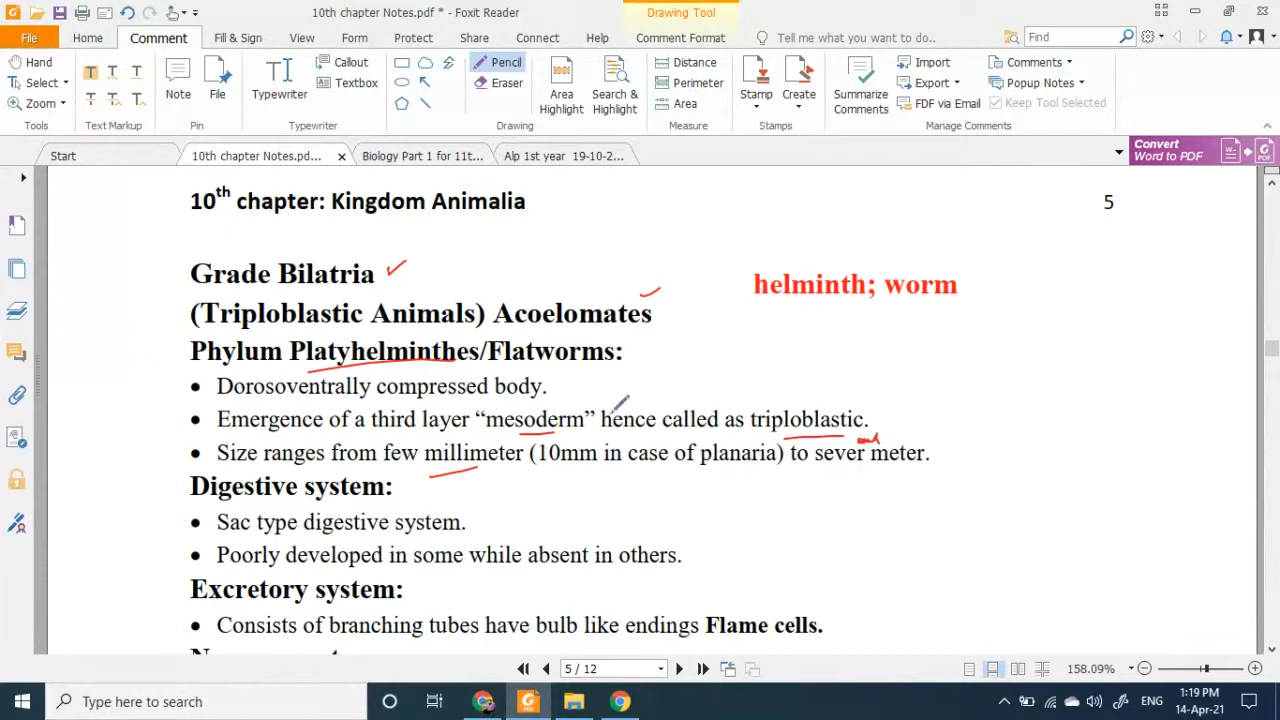 10th chapter Notes.pdf * - Foxit Reader
Drawing Tool
File
Home
Comment
Fill & Sign
View
Form
Protect
Share
Connect
Help
Comment Format
Tell me what you want to do..
Find
Hand
Select
Zoom
Tools
T T T
T T T
Text Markup
Note
File
Pin
Typewriter
Callout
Textbox
Typewriter
Pencil
Eraser
Area
Highlight
Search &
Highlight
Drawing
Distance
Perimeter
Area
Measure
Stamp
Create
Stamps
Summarize
Comments
Import
Export
FDF via Email
Comments
Popup Notes
Keep Tool Selected
Manage Comments
Start
10th chapter Notes.pd...
Biology Part 1 for 11t...
Alp 1st year 19-10-2...
Convert
Word to PDF
10th chapter: Kingdom Animalia
5
Grade Bilatria
helminth; worm
(Triploblastic Animals) Acoelomates
Phylum Platyhelminthes/Flatworms:
• Dorosoventrally compressed body.
• Emergence of a third layer “mesoderm” hence called as triploblastic.
• Size ranges from few millimeter (10mm in case of planaria) to sever meter.
Digestive system:
• Sac type digestive system.
• Poorly developed in some while absent in others.
Excretory system:
• Consists of branching tubes have bulb like endings Flame cells.
5 / 12
158.09%
Type here to search
ENG
1:19 PM
14-Apr-21